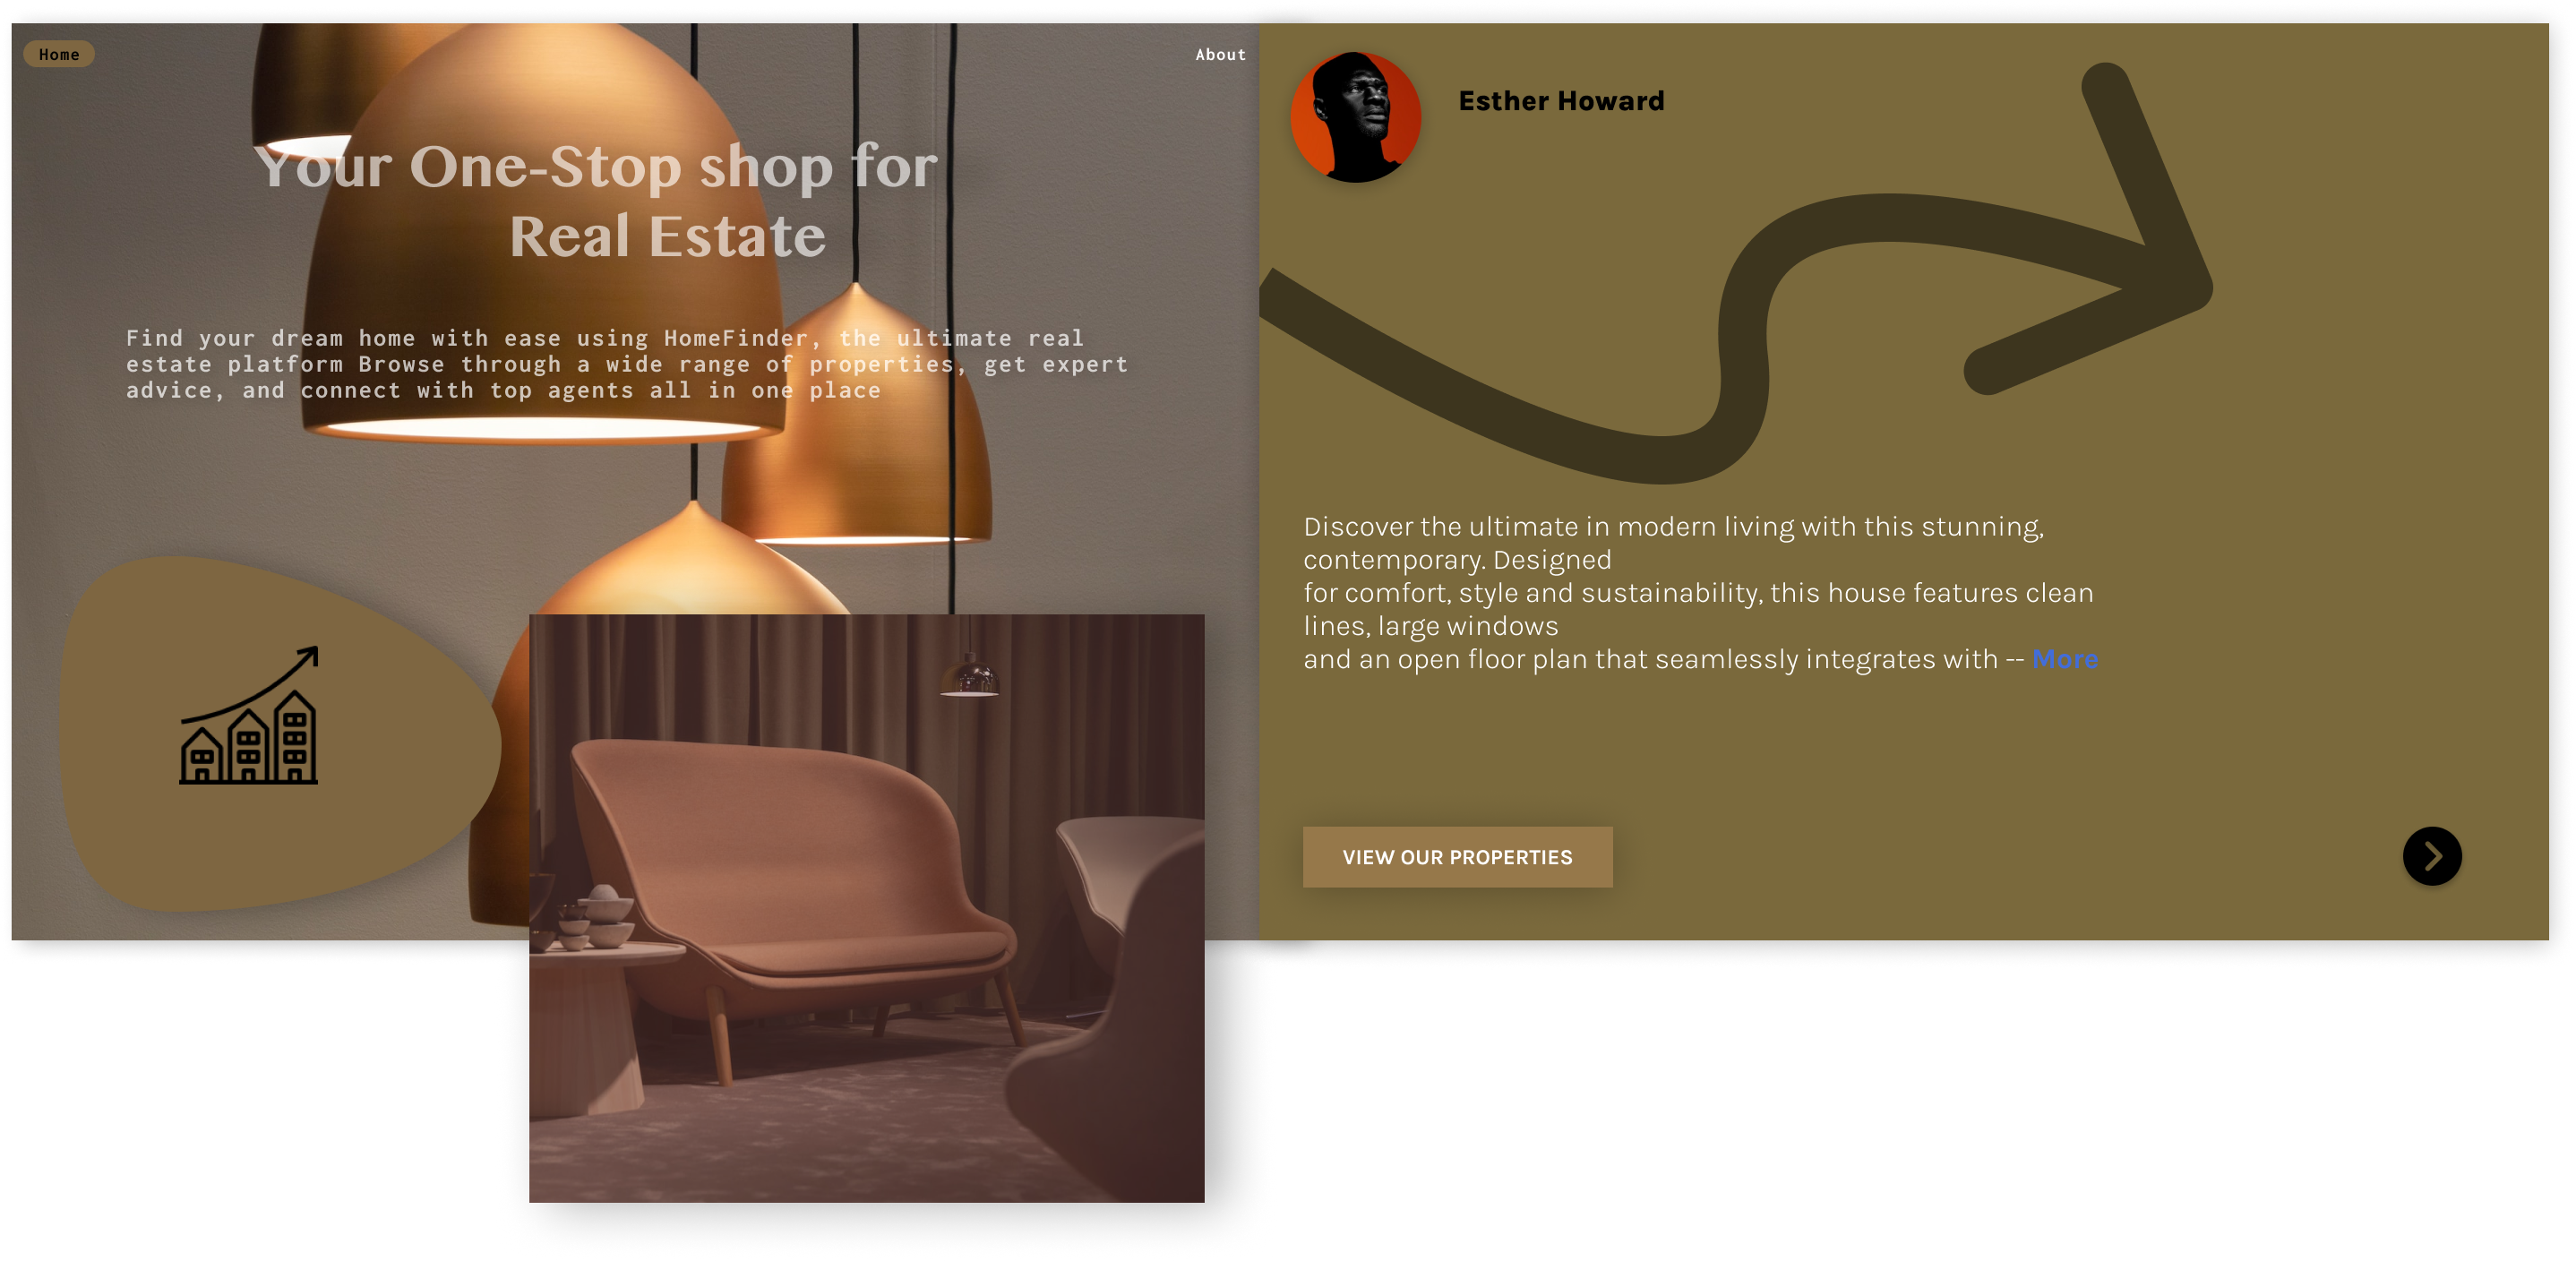 Home
About
Your One-Stop shop for
Real Estate
Find your dream home with ease using HomeFinder, the ultimate real
estate platform Browse through a wide range of properties, get expert
advice, and connect with top agents all in one place
Esther Howard
Discover the ultimate in modern living with this stunning,
contemporary. Designed
for comfort, style and sustainability, this house features clean
lines, large windows
and an open floor plan that seamlessly integrates with -- More
VIEW OUR PROPERTIES